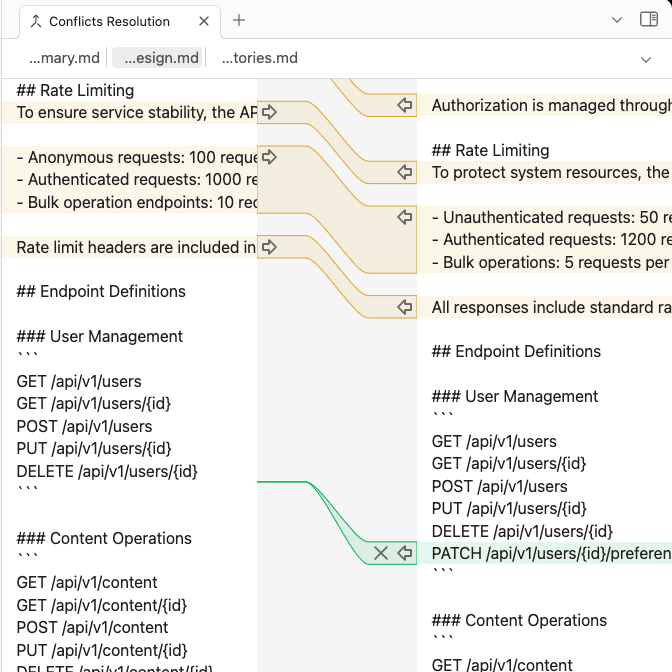 Conflicts Resolution
...mary.md
...esign.md
...tories.md
## Rate Limiting
To ensure service stability, the AP
- Anonymous requests: 100 reque
- Authenticated requests: 1000 re
- Bulk operation endpoints: 10 req
Rate limit headers are included in
## Endpoint Definitions
### User Management
```
GET /api/v1/users
GET /api/v1/users/{id}
POST /api/v1/users
PUT /api/v1/users/{id}
DELETE /api/v1/users/{id}
```
### Content Operations
```
GET /api/v1/content
GET /api/v1/content/{id}
POST /api/v1/content
PUT /api/v1/content/{id}
DELETE /api/v1/content/{id}
Authorization is managed through
## Rate Limiting
To protect system resources, the
- Unauthenticated requests: 50 re
- Authenticated requests: 1200 re
- Bulk operations: 5 requests per
All responses include standard ra
## Endpoint Definitions
### User Management
```
GET /api/v1/users
GET /api/v1/users/{id}
POST /api/v1/users
PUT /api/v1/users/{id}
DELETE /api/v1/users/{id}
PATCH /api/v1/users/{id}/preferen
```
### Content Operations
```
GET /api/v1/content